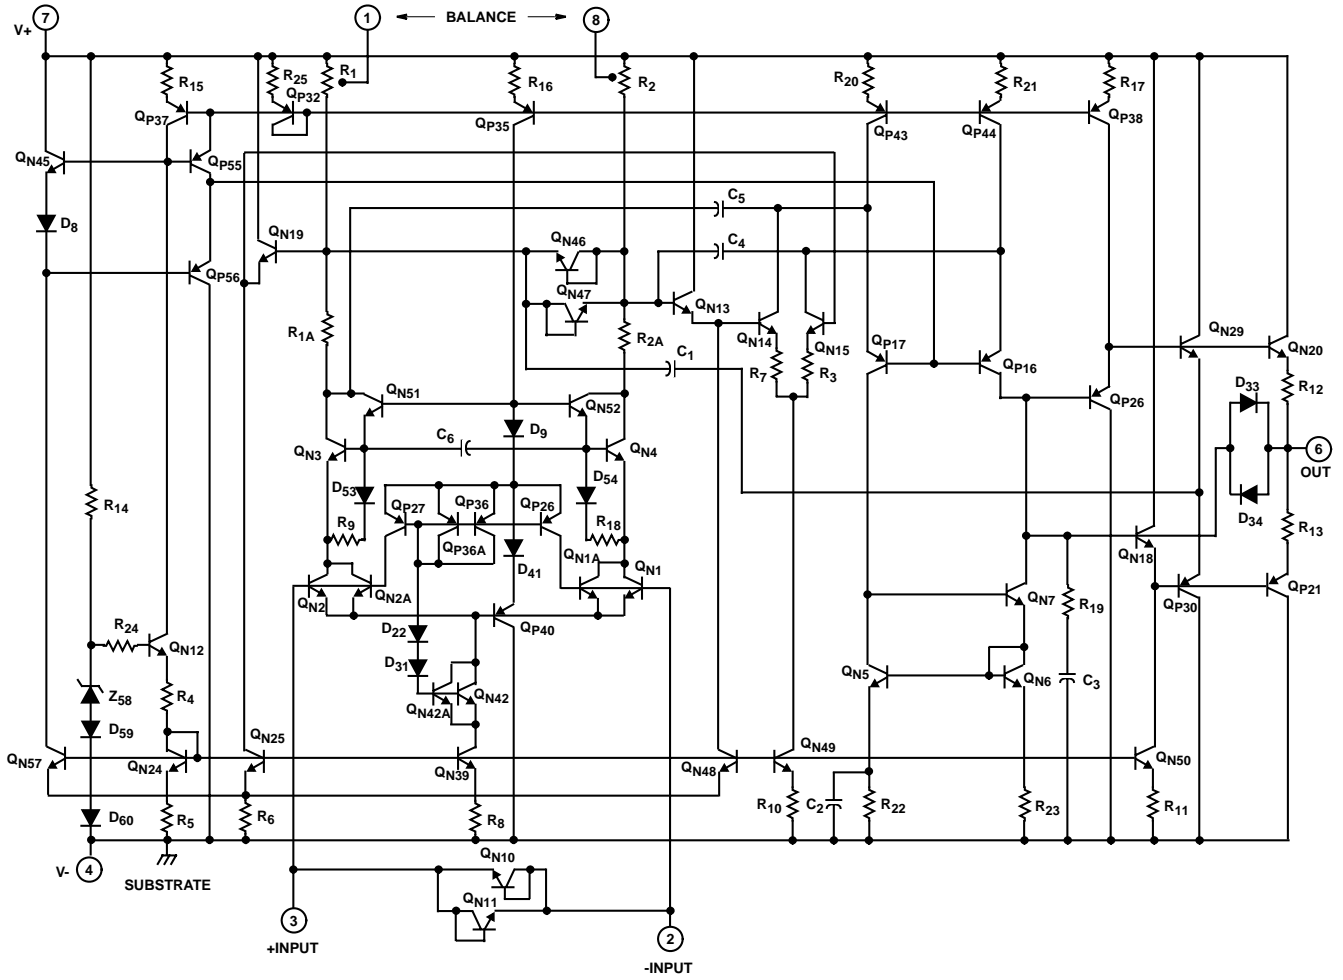 7
1
BALANCE
8
V+
R15
R25
R1
R16
R2
R20
R21
R17
QP32
QP37
QP35
QP43
QP44
QP38
QN45
QP55
C5
D8
QN19
QN46
C4
QP56
QN47
QN13
R1A
R2A
QN14
QN15
QN29
QN20
QP17
QP16
C1
R7
R3
D33
R12
QN51
QN52
QP26
D9
C6
QN3
QN4
6
OUT
D53
D54
R14
QP27
QP36
QP26
D34
R9
R18
R13
QP36A
D41
QN1A
QN1
QN18
QN2
QN2A
QN7
R19
QP30
QP21
R24
D22
QP40
QN12
D31
QN5
QN6
C3
Z58
R4
QN42A
QN42
D59
QN25
QN49
QN57
QN24
QN39
QN48
QN50
D60
R5
R6
R8
R10
C2
R22
R23
R11
V-
4
SUBSTRATE
QN10
QN11
3
+INPUT
2
-INPUT